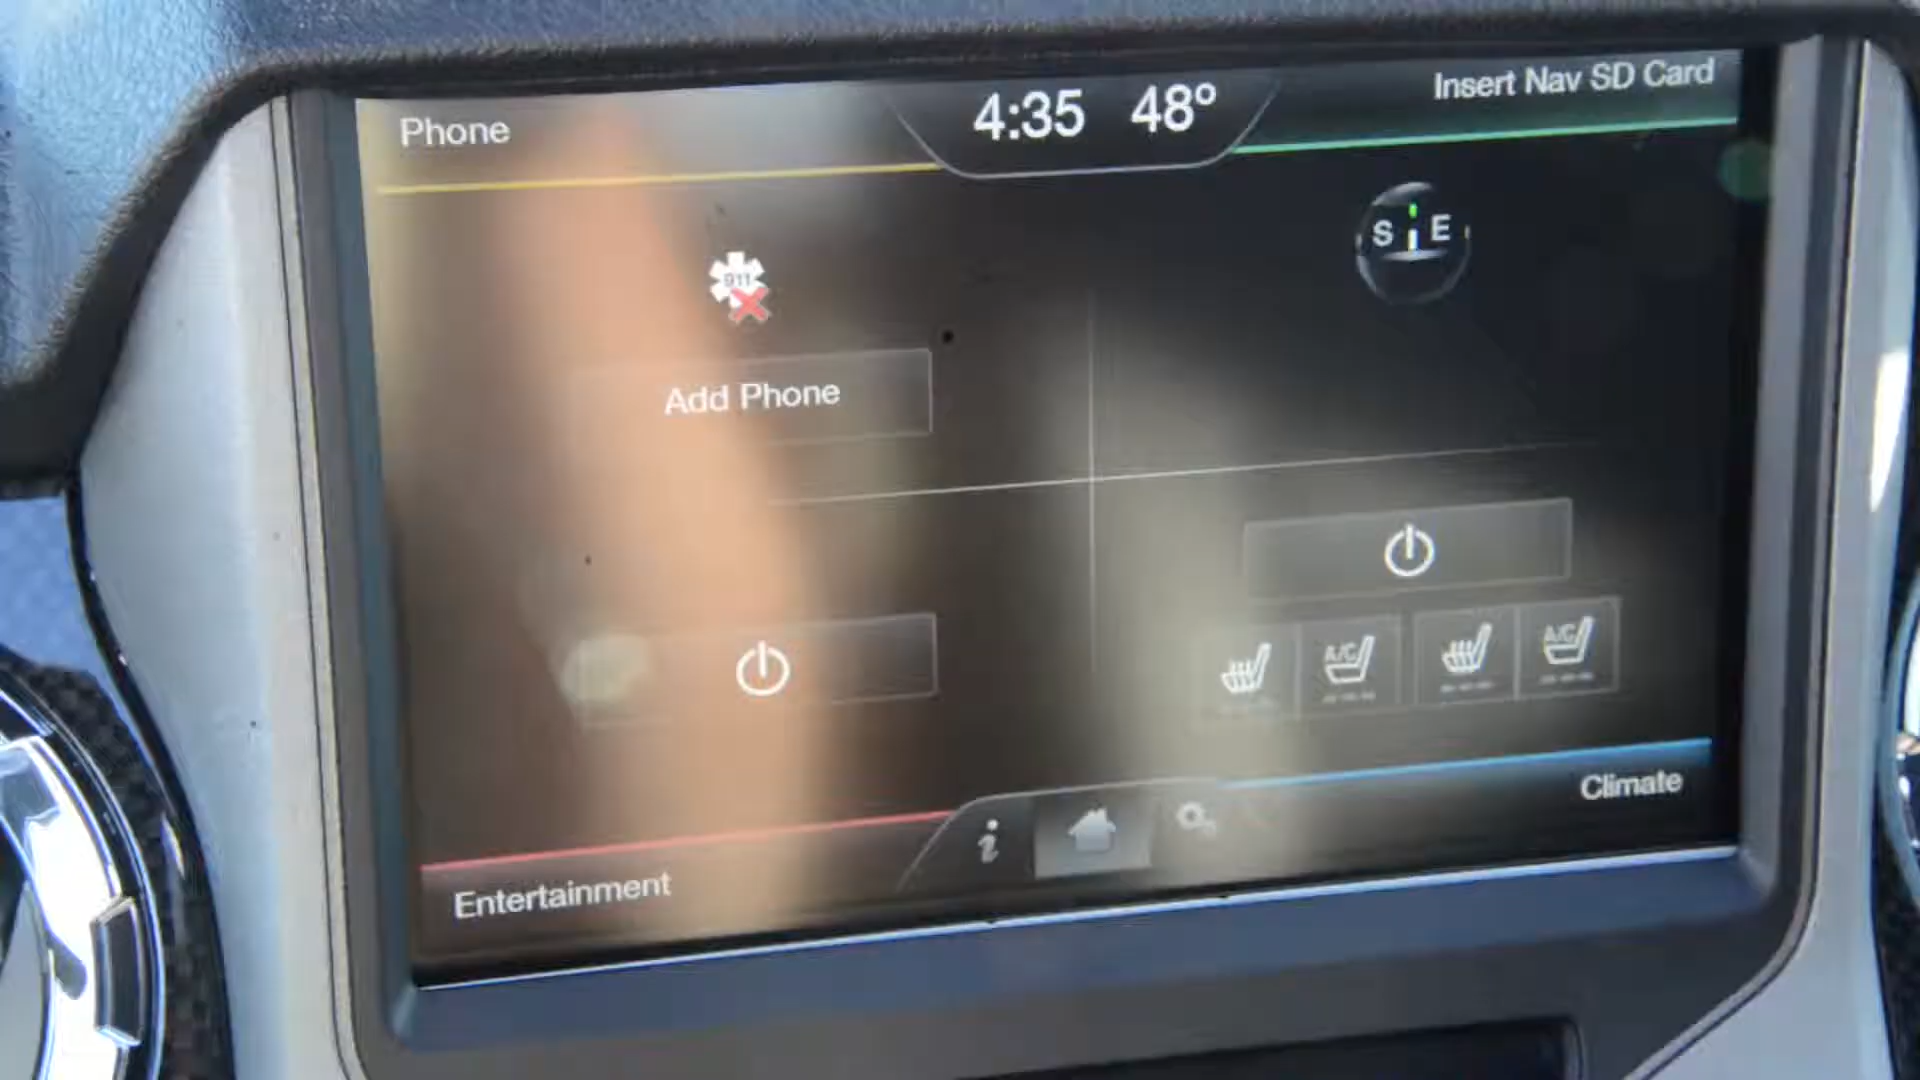 Phone
4:35 48°
Insert Nav SD Card
911
S E
Add Phone
A/C
A/C
i
Climate
Entertainment